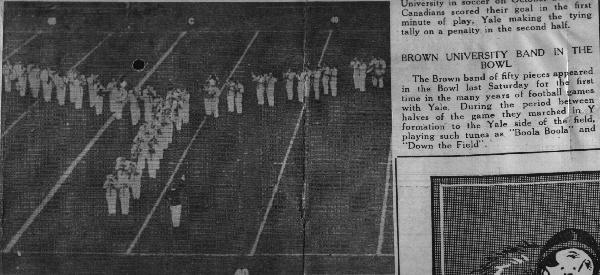 University in soccer on October
Canadians scored their goal in the first
minute of play, Yale making the tying
tally on a penalty in the second half.
BROWN UNIVERSITY BAND IN THE
BOWL
The Brown band of fifty pieces appeared
in the Bowl last Saturday for the first
time in the many years of football games
with Yale. During the period between
halves of the game they marched in Y
formation to the Yale side of the field,
playing such tunes as "Boola Boola" and
"Down the Field".
C